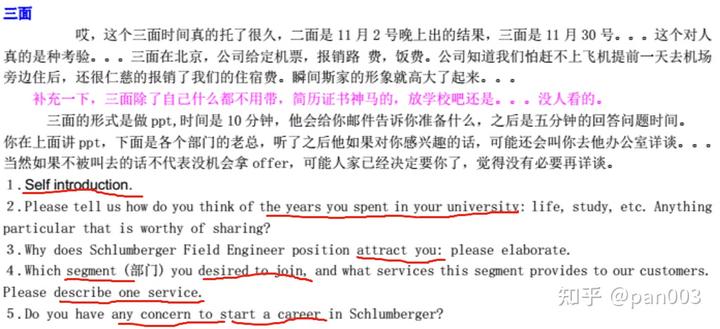 三面
哎，这个三面时间真的托了很久，二面是 11 月 2 号晚上出的结果，三面是 11 月 30 号。。。这个对人
真的是种考验。。。三面在北京，公司给定机票，报销路 费，饭费。公司知道我们怕赶不上飞机提前一天去机场
旁边住后，还很仁慈的报销了我们的住宿费。瞬间斯家的形象就高大了起来。。。
补充一下，三面除了自己什么都不用带，简历证书神马的，放学校吧还是。。。没人看的。
三面的形式是做 ppt,时间是 10 分钟，他会给你邮件告诉你准备什么，之后是五分钟的回答问题时间。
你在上面讲 ppt，下面是各个部门的老总，听了之后他如果对你感兴趣的话，可能还会叫你去他办公室详谈。。。
当然如果不被叫去的话不代表没机会拿 offer，可能人家已经决定要你了，觉得没有必要再详谈。
1.Self introduction.
2.Please tell us how do you think of the years you spent in your university: life, study, etc. Anything
particular that is worthy of sharing?
3.Why does Schlumberger Field Engineer position attract you: please elaborate.
4.Which segment (部门) you desired to join, and what services this segment provides to our customers.
Please describe one service.
5.Do you have any concern to start a career in Schlumberger?
知乎 @pan003